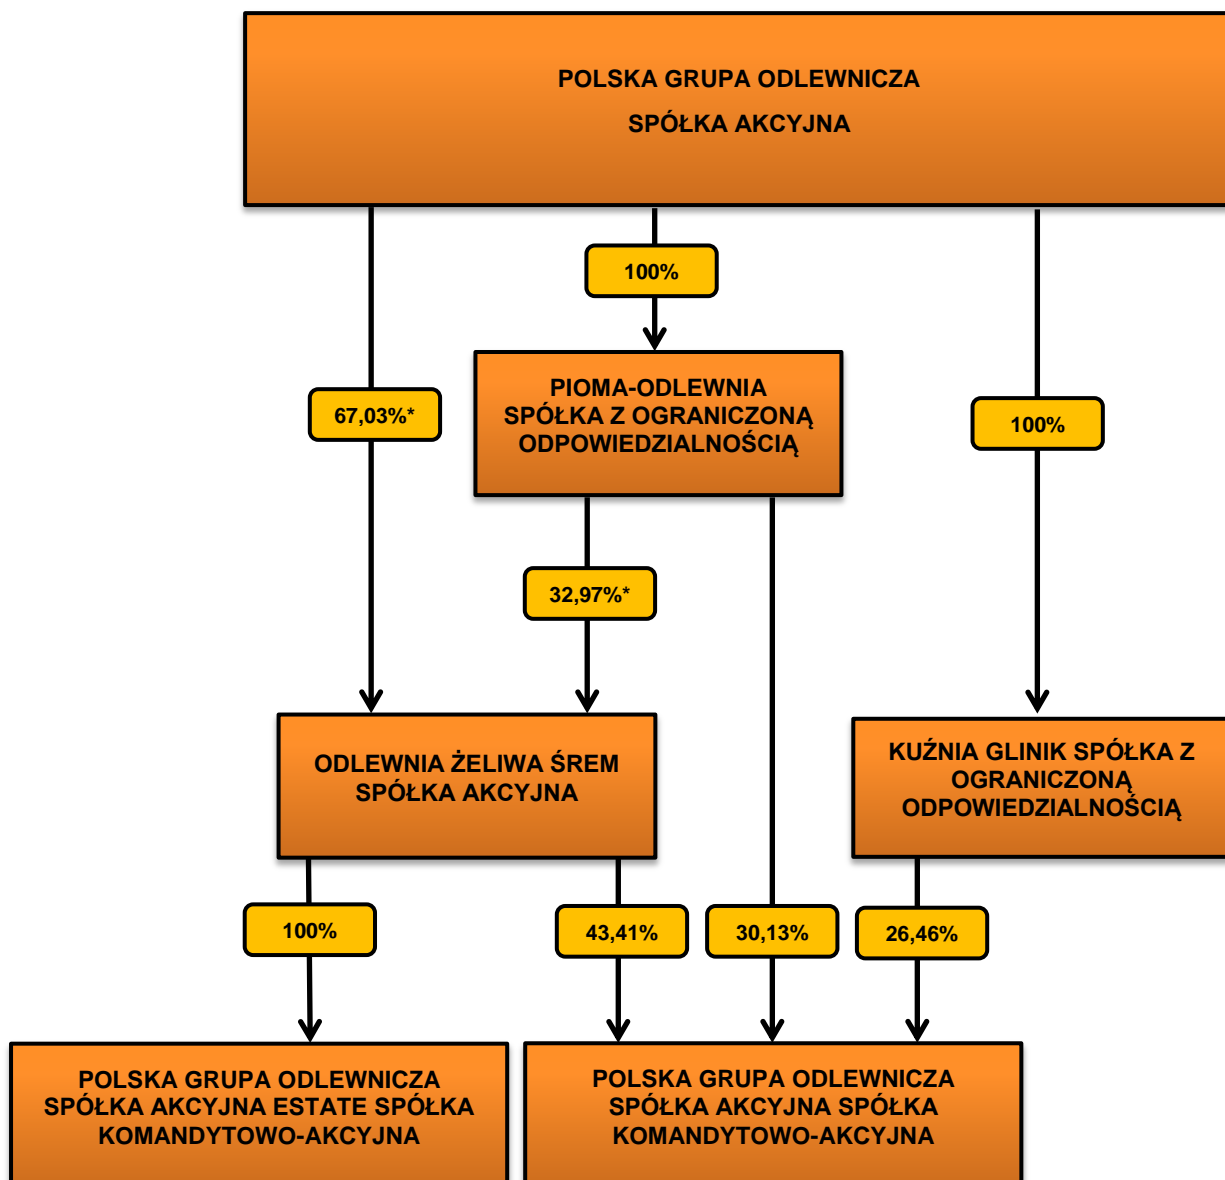 POLSKA GRUPA ODLEWNICZA
SPÓŁKA AKCYJNA
100%
PIOMA-ODLEWNIA
SPÓŁKA Z OGRANICZONĄ
ODPOWIEDZIALNOŚCIĄ
67,03%*
100%
32,97%*
ODLEWNIA ŻELIWA ŚREM
SPÓŁKA AKCYJNA
KUŹNIA GLINIK SPÓŁKA Z
OGRANICZONĄ
ODPOWIEDZIALNOŚCIĄ
100%
43,41%
30,13%
26,46%
POLSKA GRUPA ODLEWNICZA
SPÓŁKA AKCYJNA ESTATE SPÓŁKA
KOMANDYTOWO-AKCYJNA
POLSKA GRUPA ODLEWNICZA
SPÓŁKA AKCYJNA SPÓŁKA
KOMANDYTOWO-AKCYJNA